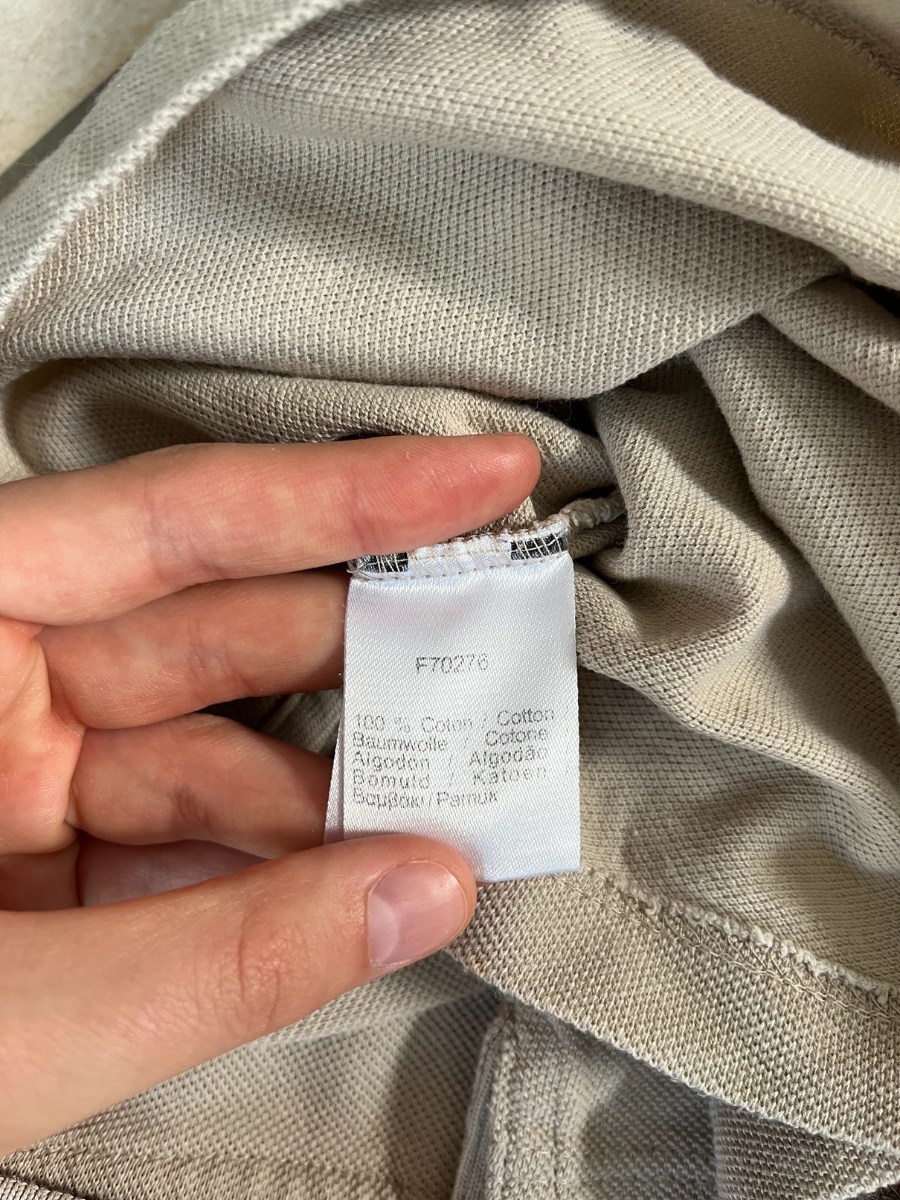 F70276
100 % Coton / Cotton
Baumwolle / Cotone
Algodon / Algodão
Bomuld / Katoen
Βαμβάκι / Pamuk